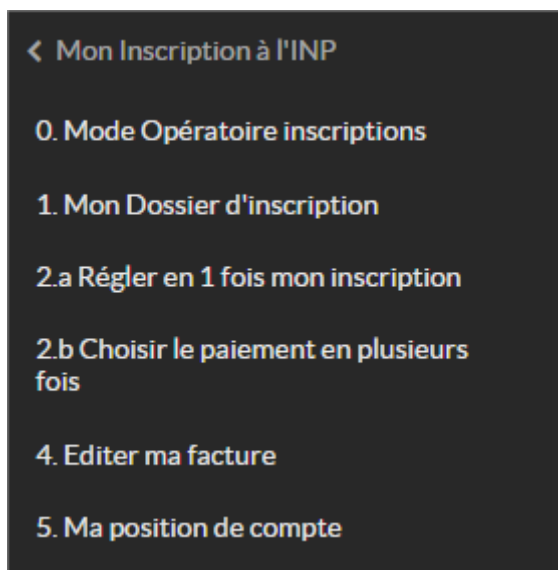 Mon Inscription à l'INP
0. Mode Opératoire inscriptions
1. Mon Dossier d'inscription
2.a Régler en 1 fois mon inscription
2.b Choisir le paiement en plusieurs
fois
4. Editer ma facture
5. Ma position de compte